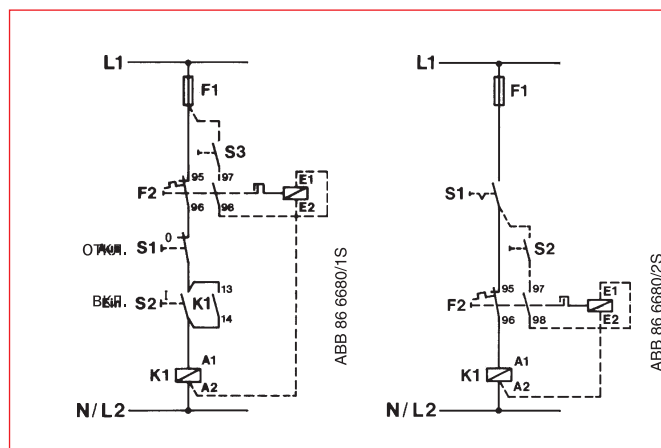 L1
F1
S3
95 97
F2
E1
96 98
E2
0
ОТКЛ. S1
I 13
ВКЛ. S2 K1
14
A1
K1
A2
N/L2
ABB 86 6680/1S
L1
F1
S1
S2
95 97
E1
F2
E2
96 98
A1
K1
A2
N/L2
ABB 86 6680/2S